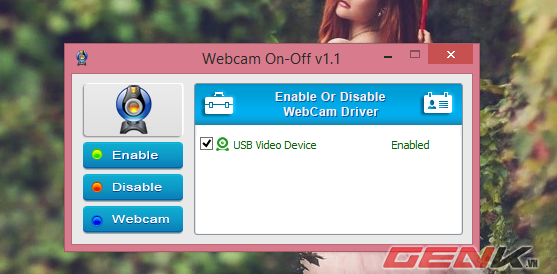 Webcam On-Off v1.1
Enable Or Disable
WebCam Driver
Enable
Disable
Webcam
USB Video Device Enabled
GENK.VN